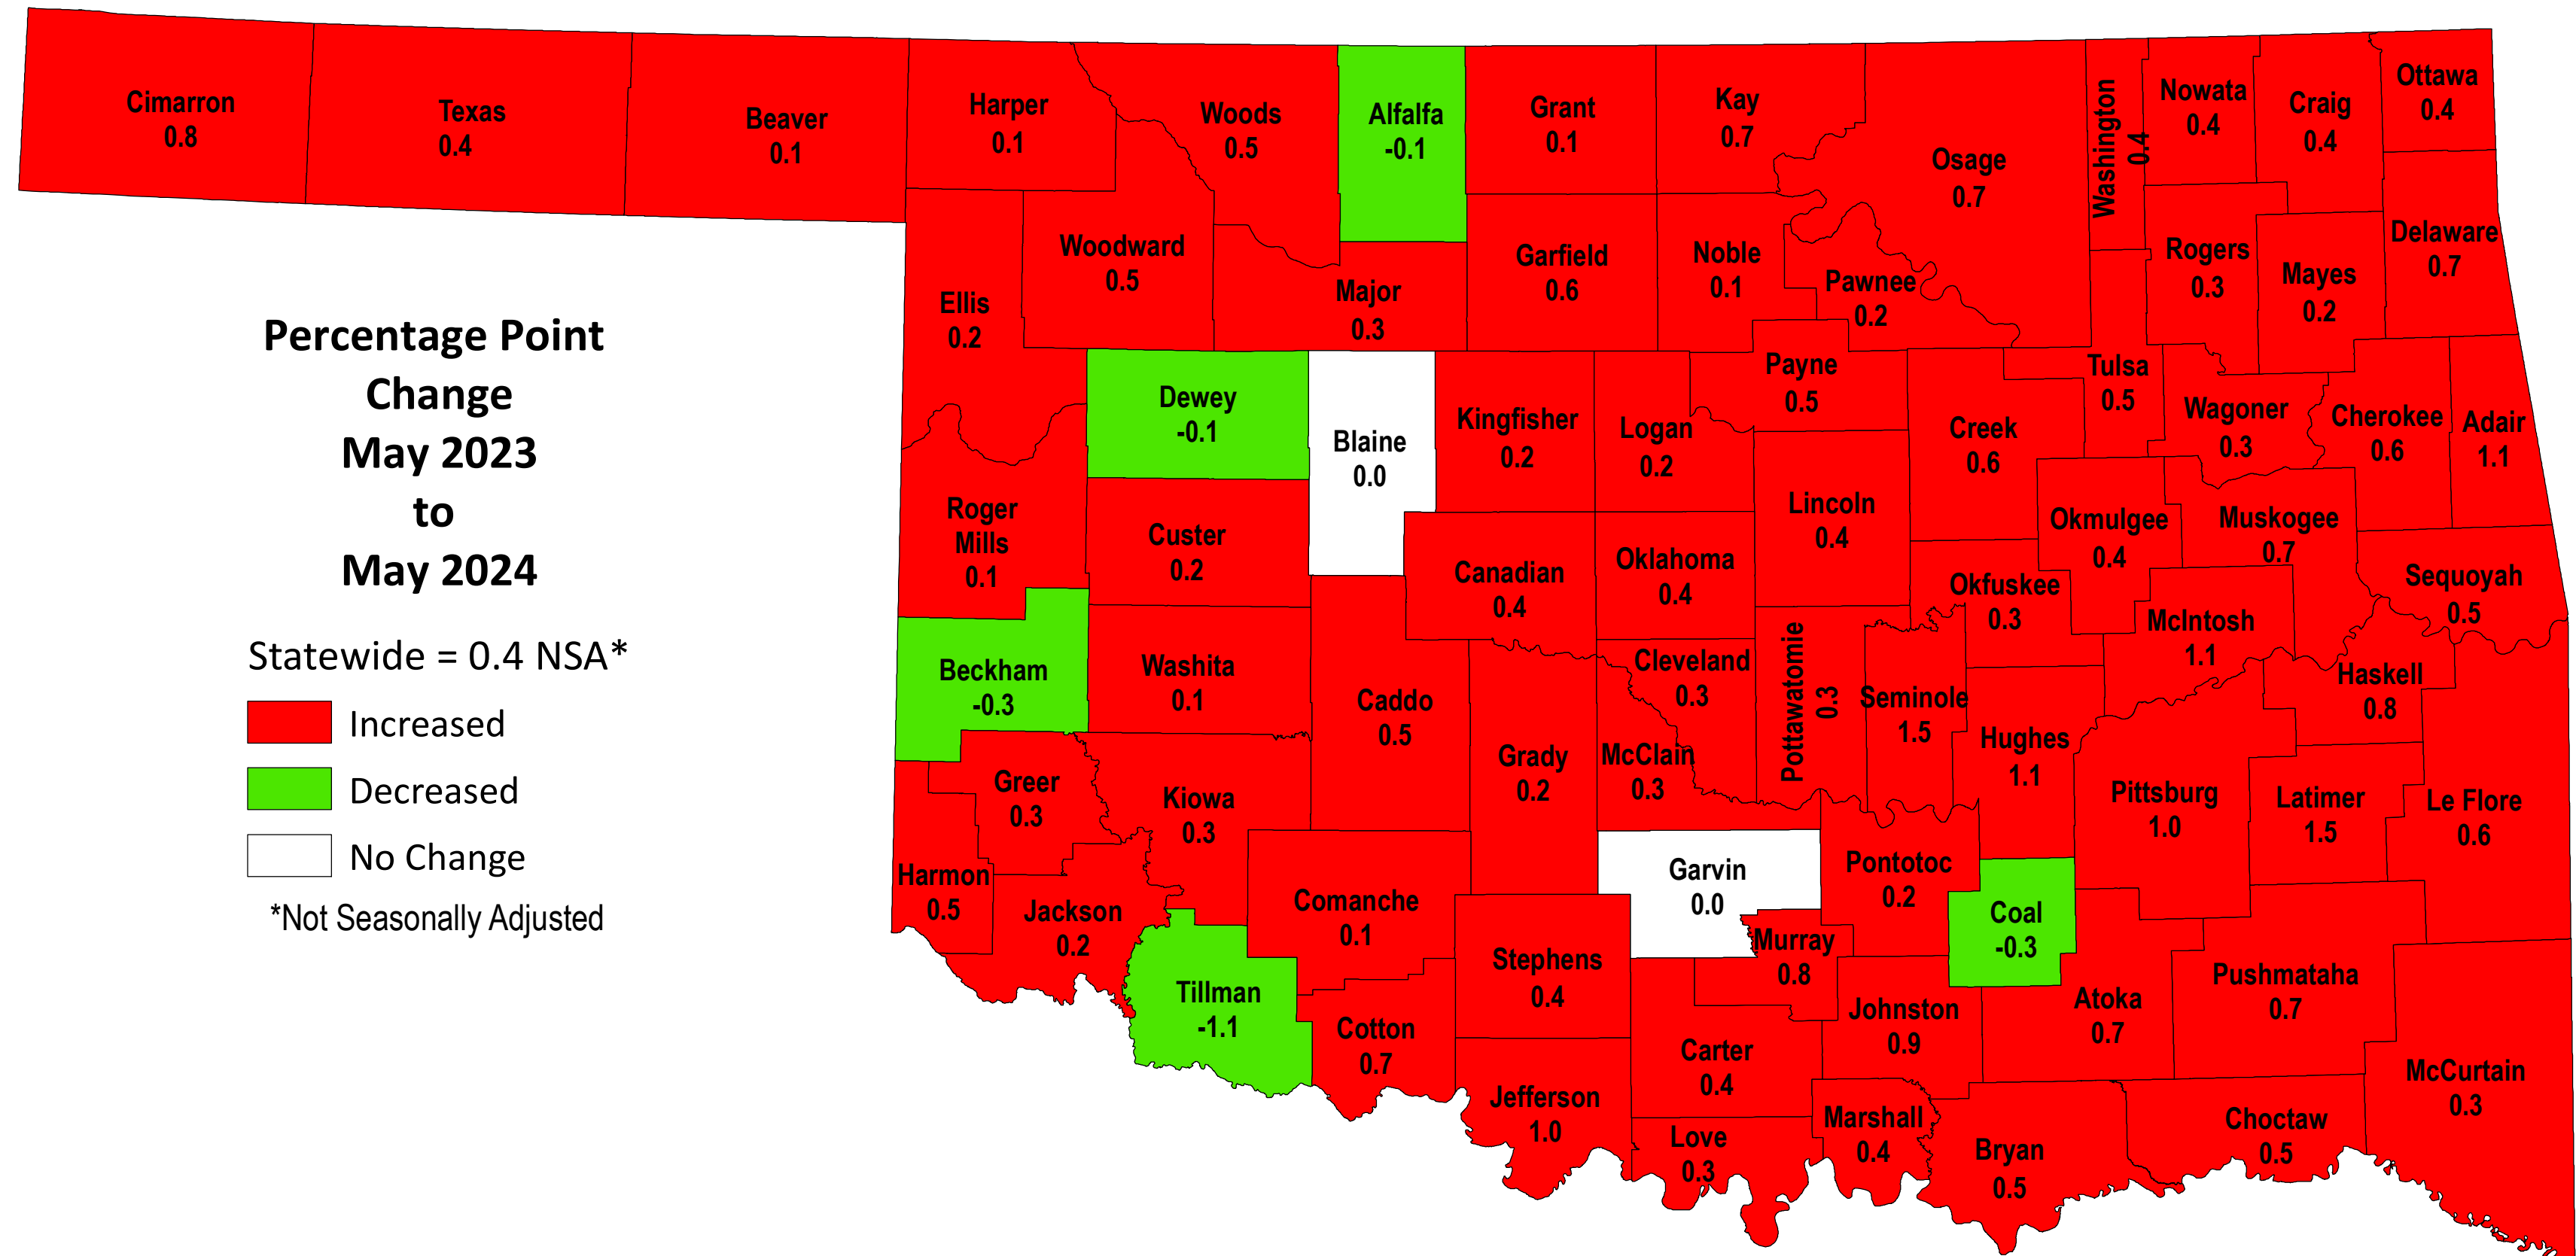 Percentage Point
Change
May 2023
to
May 2024
Statewide = 0.4 NSA*
Increased
Decreased
No Change
*Not Seasonally Adjusted
Cimarron
0.8
Texas
0.4
Beaver
0.1
Harper
0.1
Woods
0.5
Alfalfa
-0.1
Grant
0.1
Kay
0.7
Osage
0.7
Washington
0.4
Nowata
0.4
Craig
0.4
Ottawa
0.4
Ellis
0.2
Woodward
0.5
Major
0.3
Garfield
0.6
Noble
0.1
Pawnee
0.2
Rogers
0.3
Mayes
0.2
Delaware
0.7
Dewey
-0.1
Blaine
0.0
Kingfisher
0.2
Logan
0.2
Payne
0.5
Creek
0.6
Tulsa
0.5
Wagoner
0.3
Cherokee
0.6
Adair
1.1
Roger
Mills
0.1
Custer
0.2
Canadian
0.4
Oklahoma
0.4
Lincoln
0.4
Okfuskee
0.3
Okmulgee
0.4
Muskogee
0.7
McIntosh
1.1
Sequoyah
0.5
Beckham
-0.3
Washita
0.1
Caddo
0.5
Grady
0.2
McClain
0.3
Cleveland
0.3
Pottawatomie
0.3
Seminole
1.5
Hughes
1.1
Pittsburg
1.0
Haskell
0.8
Latimer
1.5
Le Flore
0.6
Greer
0.3
Kiowa
0.3
Harmon
0.5
Jackson
0.2
Comanche
0.1
Garvin
0.0
Pontotoc
0.2
Coal
-0.3
Tillman
-1.1
Cotton
0.7
Stephens
0.4
Murray
0.8
Johnston
0.9
Atoka
0.7
Pushmataha
0.7
McCurtain
0.3
Jefferson
1.0
Carter
0.4
Love
0.3
Marshall
0.4
Bryan
0.5
Choctaw
0.5